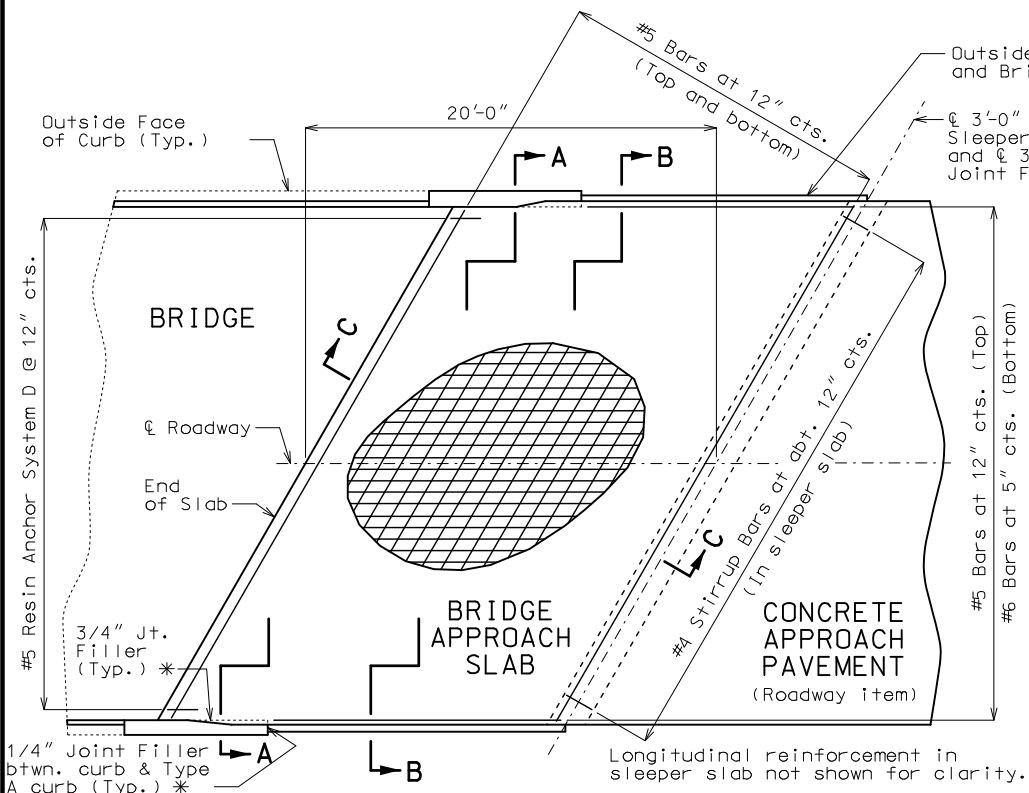 #5 Bars at 12" cts.
(Top and bottom)
Outside
and Bri
20'-0"
℄ 3'-0"
Sleeper
and ℄ 3
Joint F
Outside Face
of Curb (Typ.)
A
B
#5 Resin Anchor System D @ 12" cts.
BRIDGE
C
℄ Roadway
End
of Slab
#4 Stirrup Bars at abt. 12" cts.
(In sleeper slab)
C
#5 Bars at 12" cts. (Top)
#6 Bars at 5" cts. (Bottom)
BRIDGE
APPROACH
SLAB
CONCRETE
APPROACH
PAVEMENT
(Roadway item)
3/4" Jt.
Filler
(Typ.) *
1/4" Joint Filler
btwn. curb & Type
A curb (Typ.) *
A
B
Longitudinal reinforcement in
sleeper slab not shown for clarity.